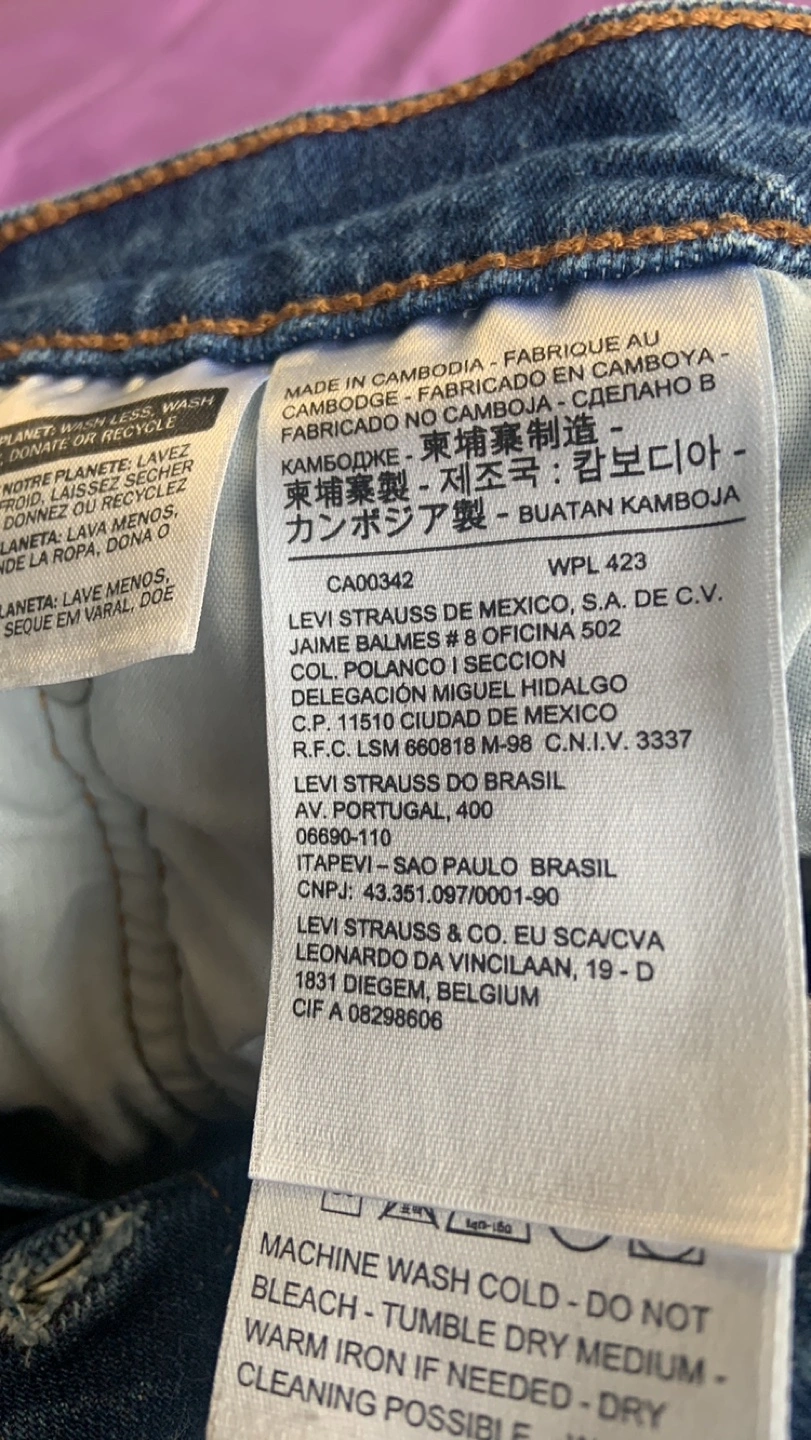 PLANET: WASH LESS, WASH
DONATE OR RECYCLE
NOTRE PLANETE: LAVEZ
FROID, LAISSEZ SECHER
DONNEZ OU RECYCLEZ
LANETA: LAVA MENOS,
DE LA ROPA, DONA O
LANETA: LAVE MENOS,
SEQUE EM VARAL, DOE
MADE IN CAMBODIA - FABRIQUE AU
CAMBODGE - FABRICADO EN CAMBOYA -
FABRICADO NO CAMBOJA - СДЕЛАНО В
КАМБОДЖЕ - 柬埔寨制造 -
柬埔寨製 - 제조국 : 캄보디아 -
カンボジア製 - BUATAN KAMBOJA
CA00342 WPL 423
LEVI STRAUSS DE MEXICO, S.A. DE C.V.
JAIME BALMES # 8 OFICINA 502
COL. POLANCO I SECCION
DELEGACIÓN MIGUEL HIDALGO
C.P. 11510 CIUDAD DE MEXICO
R.F.C. LSM 660818 M-98 C.N.I.V. 3337
LEVI STRAUSS DO BRASIL
AV. PORTUGAL, 400
06690-110
ITAPEVI – SAO PAULO BRASIL
CNPJ: 43.351.097/0001-90
LEVI STRAUSS & CO. EU SCA/CVA
LEONARDO DA VINCILAAN, 19 - D
1831 DIEGEM, BELGIUM
CIF A 08298606
MACHINE WASH COLD - DO NOT
BLEACH - TUMBLE DRY MEDIUM -
WARM IRON IF NEEDED - DRY
CLEANING POSSIBLE